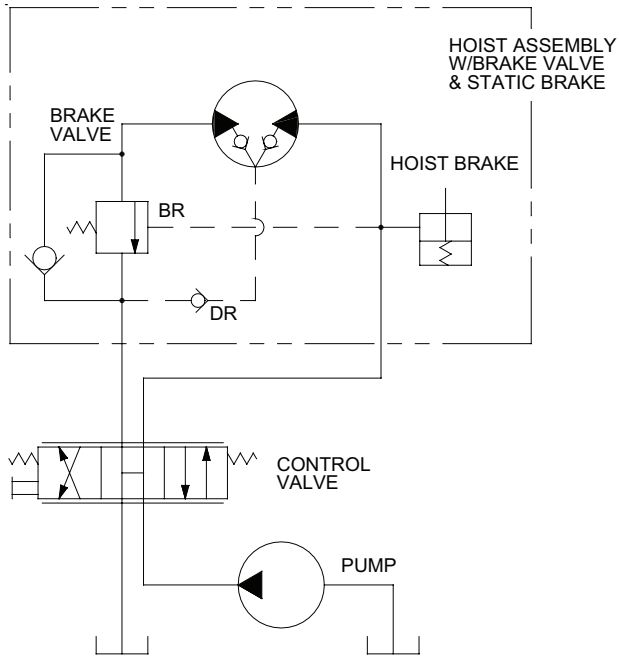 HOIST ASSEMBLY
W/BRAKE VALVE
& STATIC BRAKE
BRAKE
VALVE
HOIST BRAKE
BR
DR
CONTROL
VALVE
PUMP